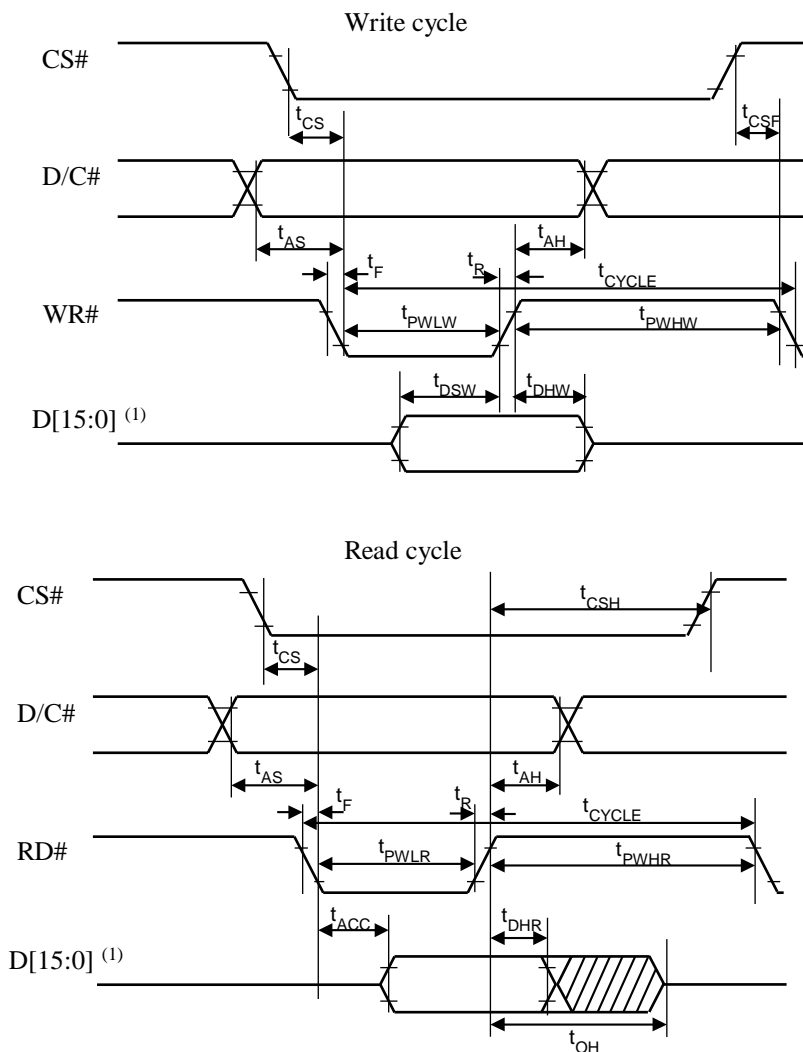 Write cycle
CS#
tCS
tCSF
D/C#
tAS
tAH
tF
tR
tCYCLE
WR#
tPWLW
tPWHW
tDSW
tDHW
D[15:0] (1)
Read cycle
CS#
tCSH
tCS
D/C#
tAS
tAH
tF
tR
tCYCLE
RD#
tPWLR
tPWHR
tACC
tDHR
D[15:0] (1)
tOH